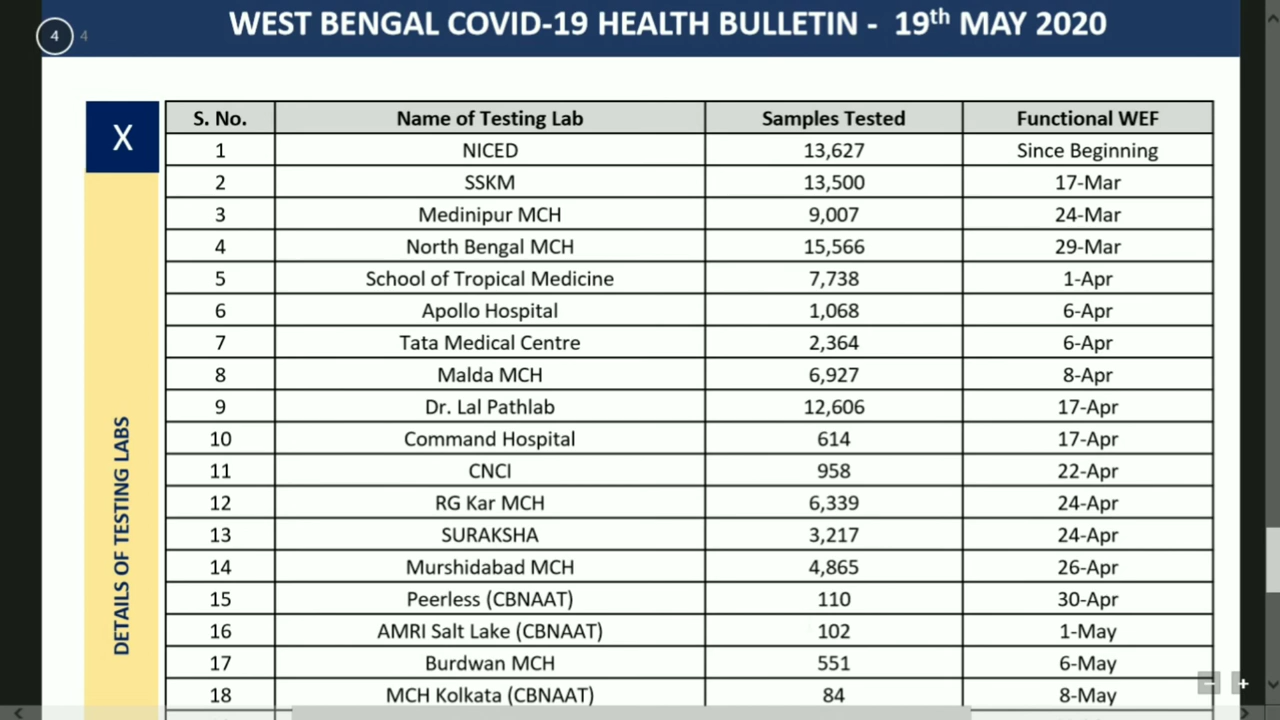 4 4
WEST BENGAL COVID-19 HEALTH BULLETIN - 19th MAY 2020
X
DETAILS OF TESTING LABS
S. No. Name of Testing Lab Samples Tested Functional WEF
1 NICED 13,627 Since Beginning
2 SSKM 13,500 17-Mar
3 Medinipur MCH 9,007 24-Mar
4 North Bengal MCH 15,566 29-Mar
5 School of Tropical Medicine 7,738 1-Apr
6 Apollo Hospital 1,068 6-Apr
7 Tata Medical Centre 2,364 6-Apr
8 Malda MCH 6,927 8-Apr
9 Dr. Lal Pathlab 12,606 17-Apr
10 Command Hospital 614 17-Apr
11 CNCI 958 22-Apr
12 RG Kar MCH 6,339 24-Apr
13 SURAKSHA 3,217 24-Apr
14 Murshidabad MCH 4,865 26-Apr
15 Peerless (CBNAAT) 110 30-Apr
16 AMRI Salt Lake (CBNAAT) 102 1-May
17 Burdwan MCH 551 6-May
18 MCH Kolkata (CBNAAT) 84 8-May